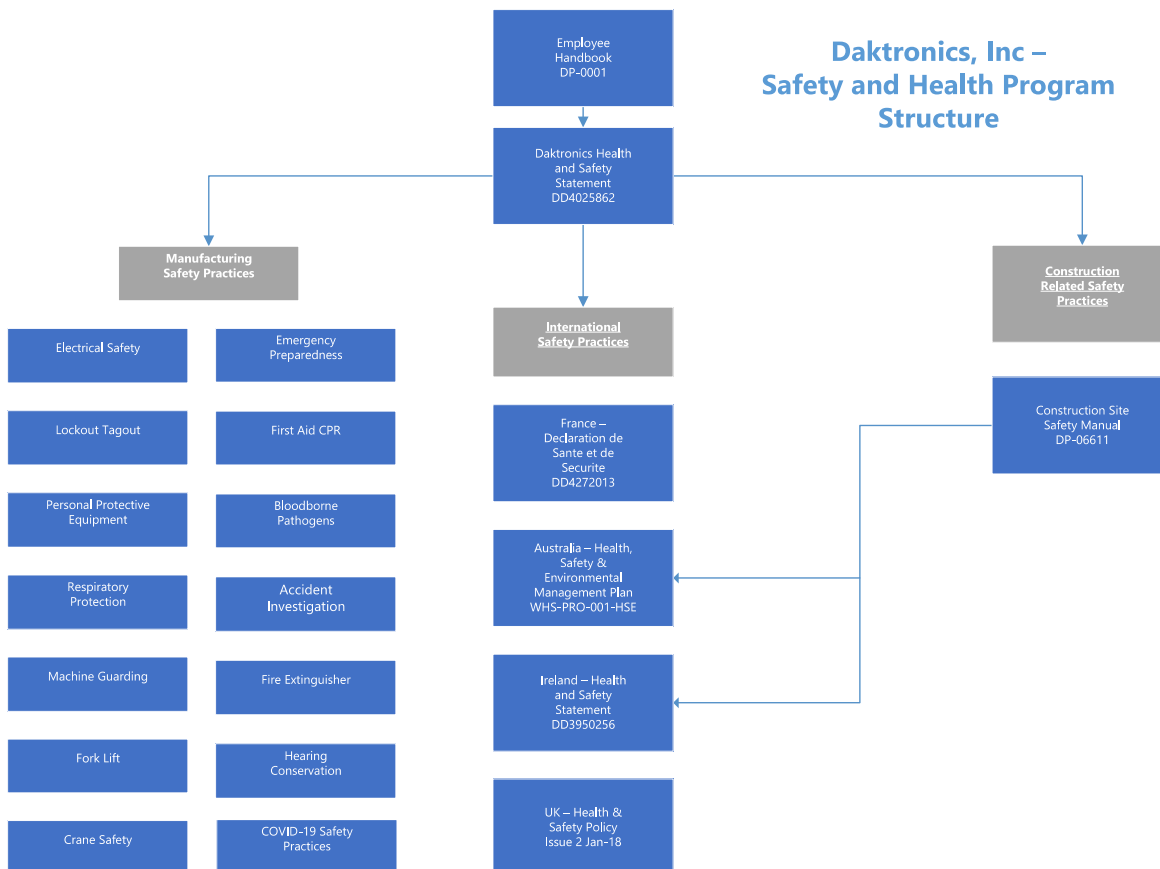 Employee
Handbook
DP-0001
Daktronics, Inc –
Safety and Health Program
Structure
Daktronics Health
and Safety
Statement
DD4025862
Manufacturing
Safety Practices
Electrical Safety
Emergency
Preparedness
Lockout Tagout
First Aid CPR
Personal Protective
Equipment
Bloodborne
Pathogens
Respiratory
Protection
Accident
Investigation
Machine Guarding
Fire Extinguisher
Fork Lift
Hearing
Conservation
Crane Safety
COVID-19 Safety
Practices
International
Safety Practices
France –
Declaration de
Sante et de
Securite
DD4272013
Australia – Health,
Safety &
Environmental
Management Plan
WHS-PRO-001-HSE
Ireland – Health
and Safety
Statement
DD3950256
UK – Health &
Safety Policy
Issue 2 Jan-18
Construction
Related Safety
Practices
Construction Site
Safety Manual
DP-06611